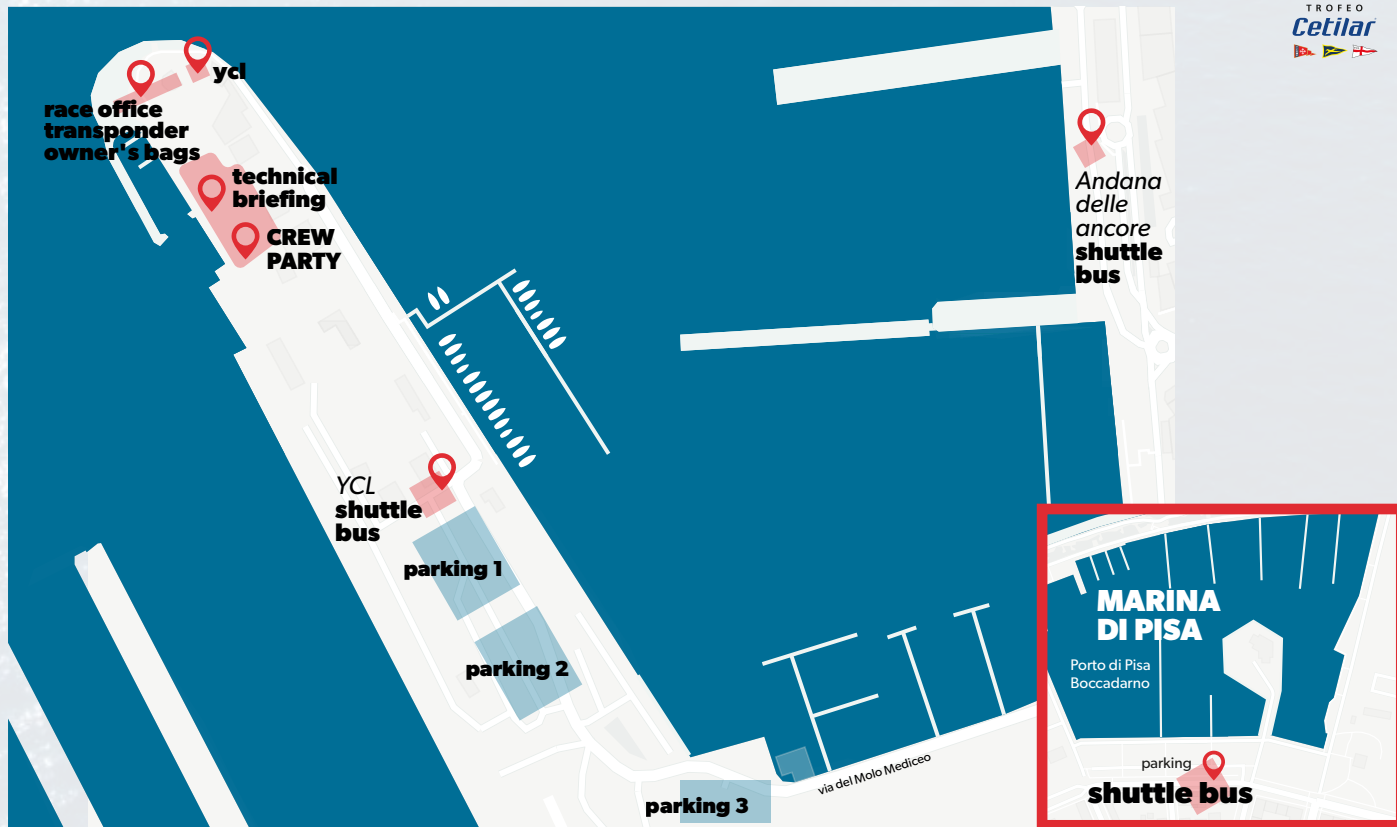 TROFEO
Cetilar
ycl
race office
transponder
owner's bags
technical
briefing
CREW
PARTY
Andana
delle
ancore
shuttle
bus
YCL
shuttle
bus
parking 1
parking 2
parking 3
via del Molo Mediceo
MARINA
DI PISA
Porto di Pisa
Boccadarno
parking
shuttle bus